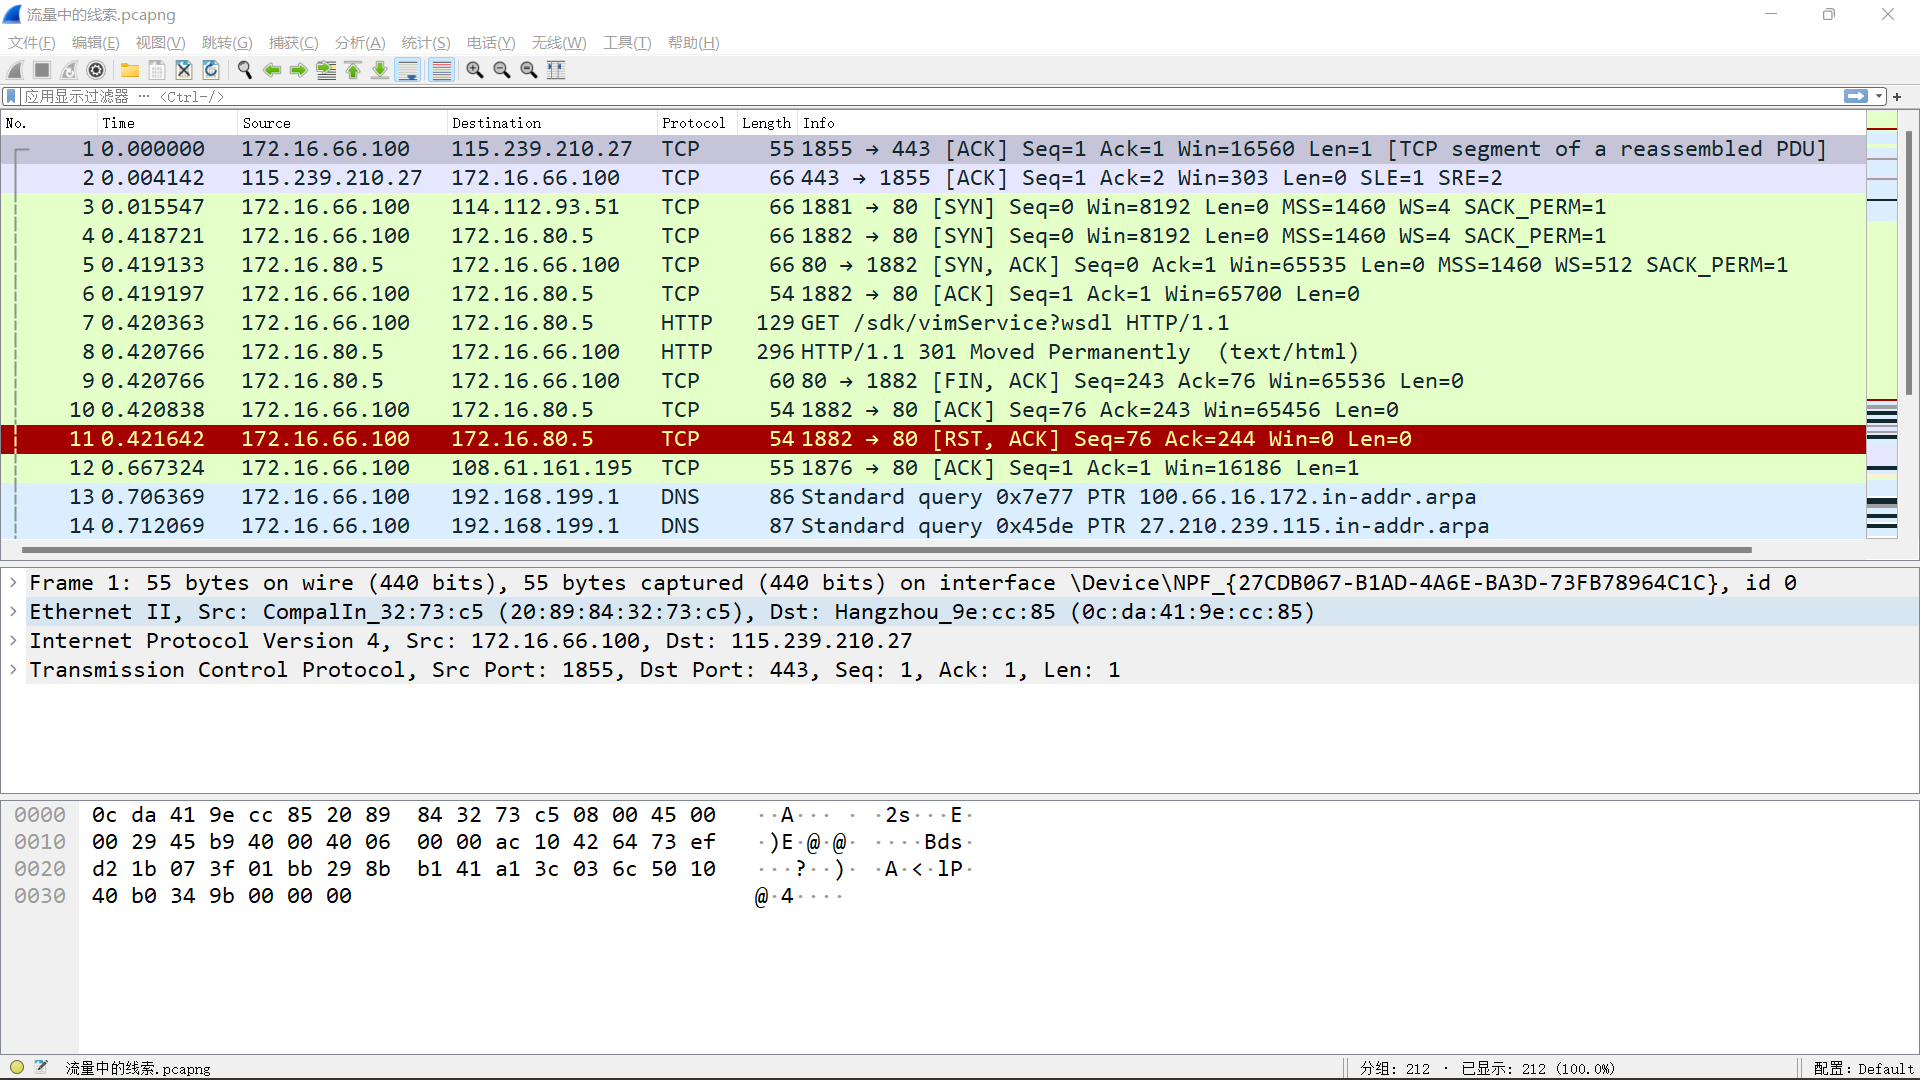 流量中的线索.pcapng
文件(F) 编辑(E) 视图(V) 跳转(G) 捕获(C) 分析(A) 统计(S) 电话(Y) 无线(W) 工具(T) 帮助(H)
应用显示过滤器 … <Ctrl-/>
No. Time Source Destination Protocol Length Info
1 0.000000 172.16.66.100 115.239.210.27 TCP 55 1855 → 443 [ACK] Seq=1 Ack=1 Win=16560 Len=1 [TCP segment of a reassembled PDU]
2 0.004142 115.239.210.27 172.16.66.100 TCP 66 443 → 1855 [ACK] Seq=1 Ack=2 Win=303 Len=0 SLE=1 SRE=2
3 0.015547 172.16.66.100 114.112.93.51 TCP 66 1881 → 80 [SYN] Seq=0 Win=8192 Len=0 MSS=1460 WS=4 SACK_PERM=1
4 0.418721 172.16.66.100 172.16.80.5 TCP 66 1882 → 80 [SYN] Seq=0 Win=8192 Len=0 MSS=1460 WS=4 SACK_PERM=1
5 0.419133 172.16.80.5 172.16.66.100 TCP 66 80 → 1882 [SYN, ACK] Seq=0 Ack=1 Win=65535 Len=0 MSS=1460 WS=512 SACK_PERM=1
6 0.419197 172.16.66.100 172.16.80.5 TCP 54 1882 → 80 [ACK] Seq=1 Ack=1 Win=65700 Len=0
7 0.420363 172.16.66.100 172.16.80.5 HTTP 129 GET /sdk/vimService?wsdl HTTP/1.1
8 0.420766 172.16.80.5 172.16.66.100 HTTP 296 HTTP/1.1 301 Moved Permanently  (text/html)
9 0.420766 172.16.80.5 172.16.66.100 TCP 60 80 → 1882 [FIN, ACK] Seq=243 Ack=76 Win=65536 Len=0
10 0.420838 172.16.66.100 172.16.80.5 TCP 54 1882 → 80 [ACK] Seq=76 Ack=243 Win=65456 Len=0
11 0.421642 172.16.66.100 172.16.80.5 TCP 54 1882 → 80 [RST, ACK] Seq=76 Ack=244 Win=0 Len=0
12 0.667324 172.16.66.100 108.61.161.195 TCP 55 1876 → 80 [ACK] Seq=1 Ack=1 Win=16186 Len=1
13 0.706369 172.16.66.100 192.168.199.1 DNS 86 Standard query 0x7e77 PTR 100.66.16.172.in-addr.arpa
14 0.712069 172.16.66.100 192.168.199.1 DNS 87 Standard query 0x45de PTR 27.210.239.115.in-addr.arpa
Frame 1: 55 bytes on wire (440 bits), 55 bytes captured (440 bits) on interface \Device\NPF_{27CDB067-B1AD-4A6E-BA3D-73FB78964C1C}, id 0
Ethernet II, Src: CompalIn_32:73:c5 (20:89:84:32:73:c5), Dst: Hangzhou_9e:cc:85 (0c:da:41:9e:cc:85)
Internet Protocol Version 4, Src: 172.16.66.100, Dst: 115.239.210.27
Transmission Control Protocol, Src Port: 1855, Dst Port: 443, Seq: 1, Ack: 1, Len: 1
0000 0c da 41 9e cc 85 20 89 84 32 73 c5 08 00 45 00 ··A··· · ·2s···E·
0010 00 29 45 b9 40 00 40 06 00 00 ac 10 42 64 73 ef ·)E·@·@· ····Bds·
0020 d2 1b 07 3f 01 bb 29 8b b1 41 a1 3c 03 6c 50 10 ···?··)· ·A·<·lP·
0030 40 b0 34 9b 00 00 00 @·4····
流量中的线索.pcapng 分组: 212 · 已显示: 212 (100.0%) 配置: Default